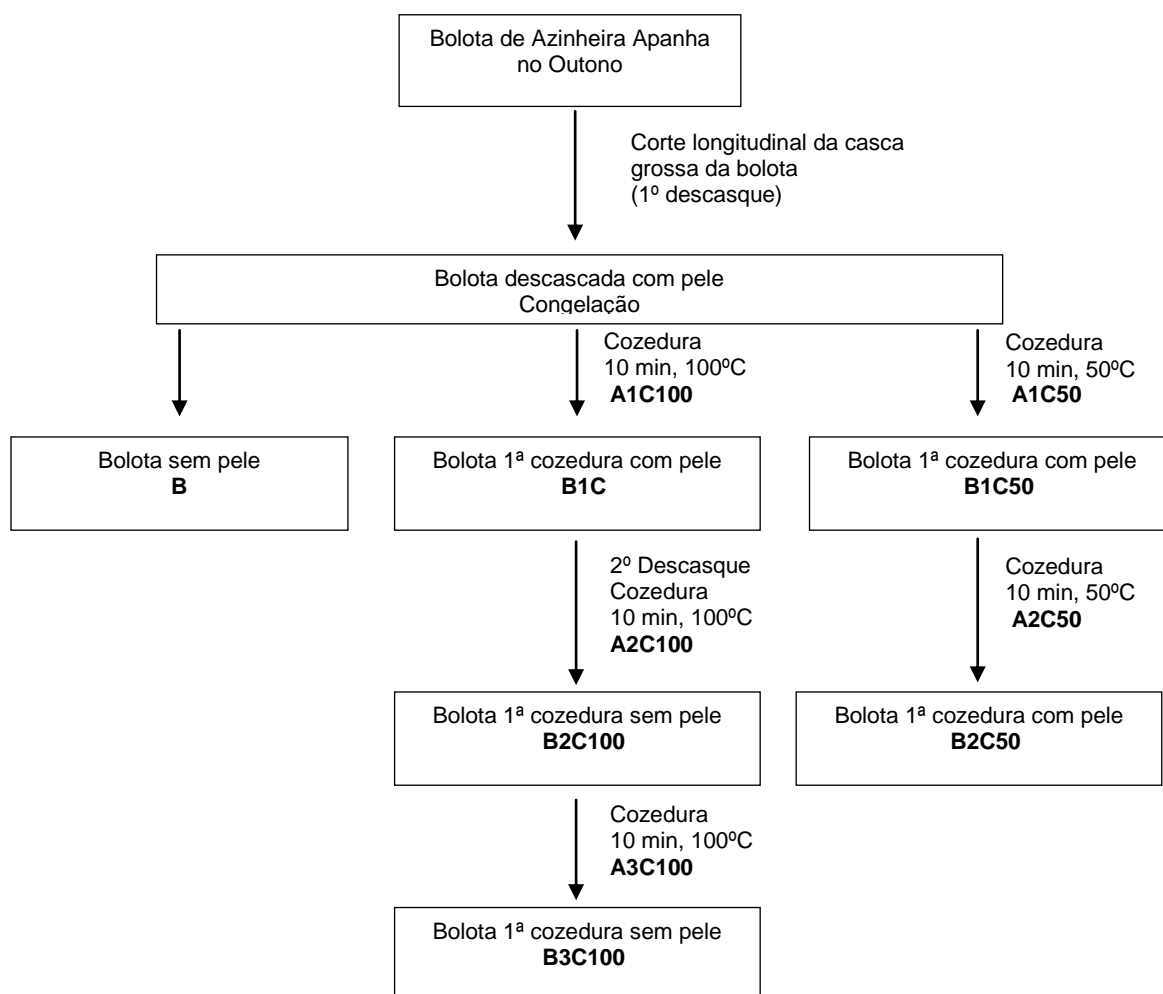 Bolota de Azinheira Apanha
no Outono
Corte longitudinal da casca
grossa da bolota
(1º descasque)
Bolota descascada com pele
Congelação
Cozedura
10 min, 100ºC
A1C100
Cozedura
10 min, 50ºC
A1C50
Bolota sem pele
B
Bolota 1ª cozedura com pele
B1C
Bolota 1ª cozedura com pele
B1C50
2º Descasque
Cozedura
10 min, 100ºC
A2C100
Cozedura
10 min, 50ºC
A2C50
Bolota 1ª cozedura sem pele
B2C100
Bolota 1ª cozedura com pele
B2C50
Cozedura
10 min, 100ºC
A3C100
Bolota 1ª cozedura sem pele
B3C100